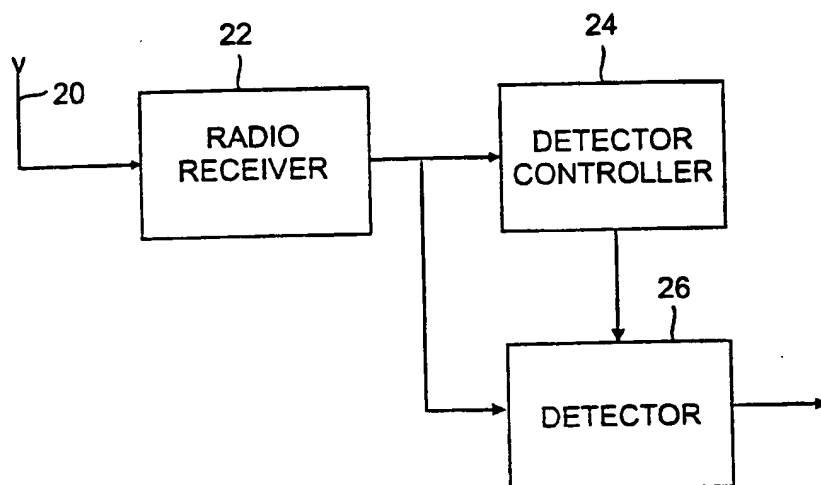 22
24
20
RADIO
RECEIVER
DETECTOR
CONTROLLER
26
DETECTOR